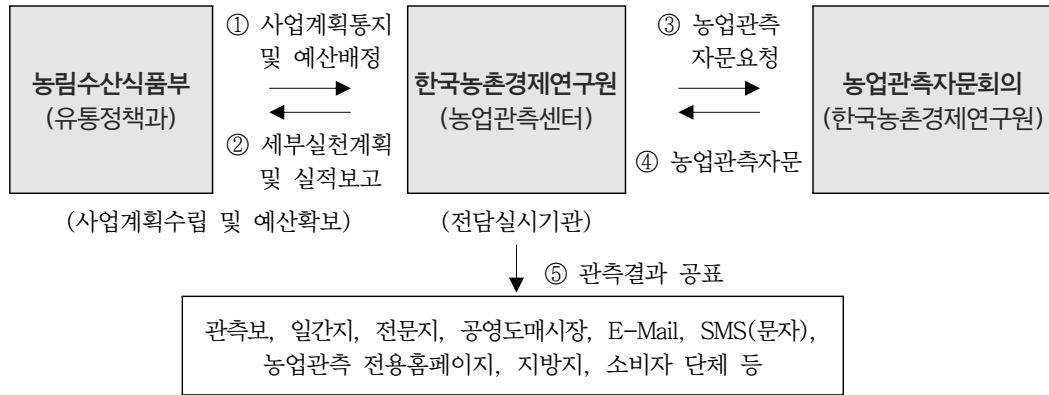 ① 사업계획통지
및 예산배정
③ 농업관측
자문요청
농림수산식품부
(유통정책과)
한국농촌경제연구원
(농업관측센터)
농업관측자문회의
(한국농촌경제연구원)
② 세부실천계획
및 실적보고
④ 농업관측자문
(사업계획수립 및 예산확보)
(전담실시기관)
⑤ 관측결과 공표
관측보, 일간지, 전문지, 공영도매시장, E-Mail, SMS(문자),
농업관측 전용홈페이지, 지방지, 소비자 단체 등